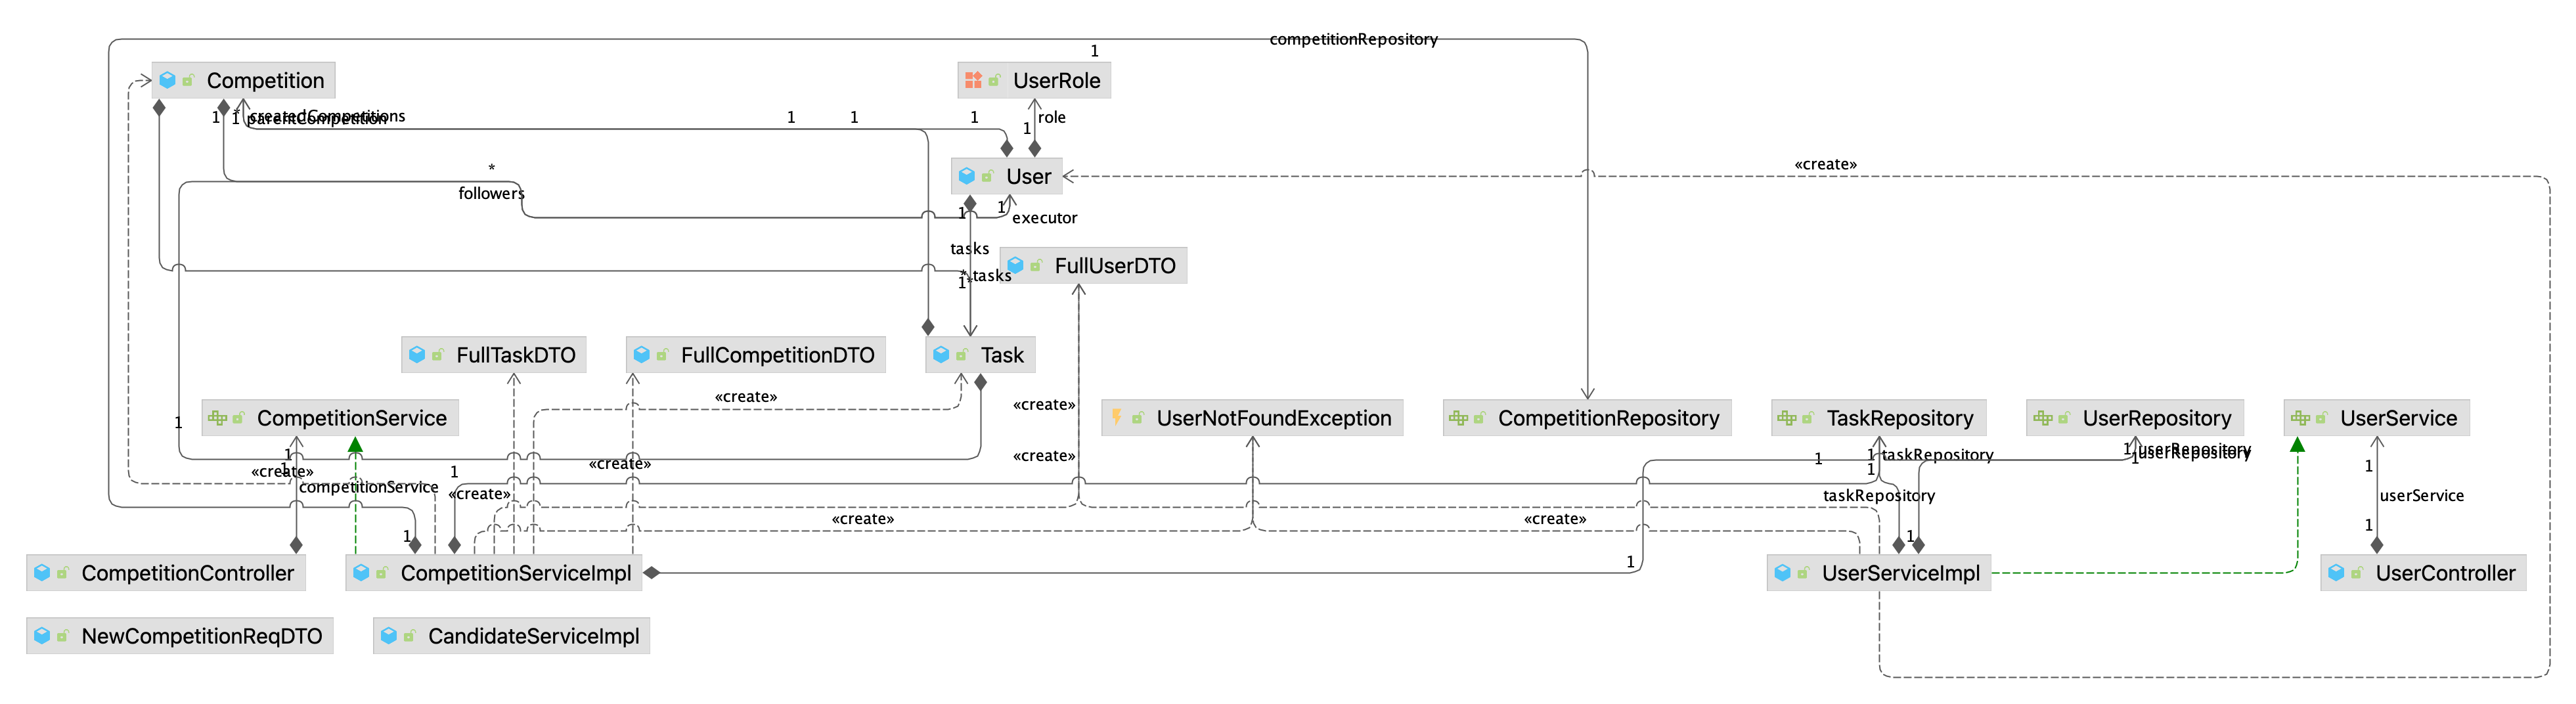 competitionRepository
1
Competition
UserRole
1
1
createdCompetitions
parentCompetition
1
1
1
role
1
*
followers
User
«create»
1
1
executor
tasks
FullUserDTO
*
tasks
1
*
FullTaskDTO
FullCompetitionDTO
Task
«create»
«create»
CompetitionService
UserNotFoundException
CompetitionRepository
TaskRepository
UserRepository
UserService
1
1
1
«create»
competitionService
1
«create»
«create»
«create»
1
1
1
taskRepository
1
1
userRepository
userRepository
1
taskRepository
userService
«create»
«create»
1
1
1
1
1
CompetitionController
CompetitionServiceImpl
UserServiceImpl
UserController
NewCompetitionReqDTO
CandidateServiceImpl